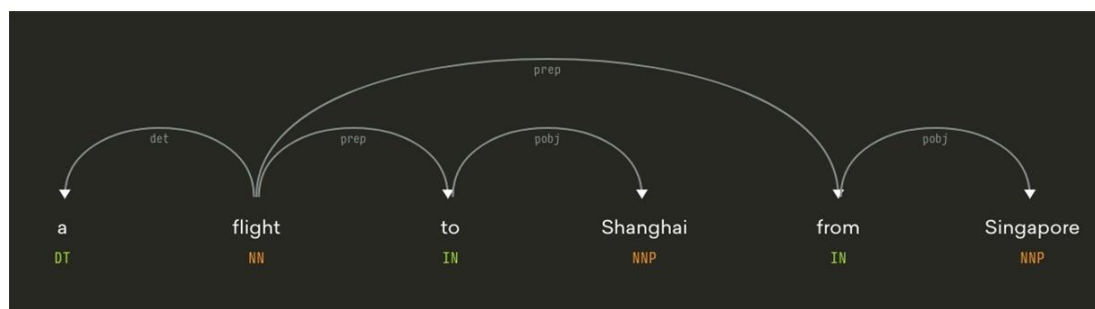 prep
det prep pobj pobj
a flight to Shanghai from Singapore
DT NN IN NNP IN NNP